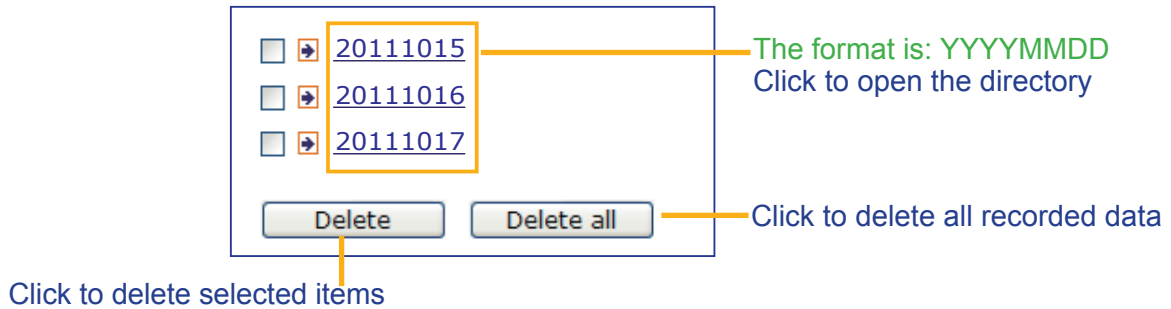 20111015
The format is: YYYYMMDD
Click to open the directory
20111016
20111017
Delete
Delete all
Click to delete all recorded data
Click to delete selected items